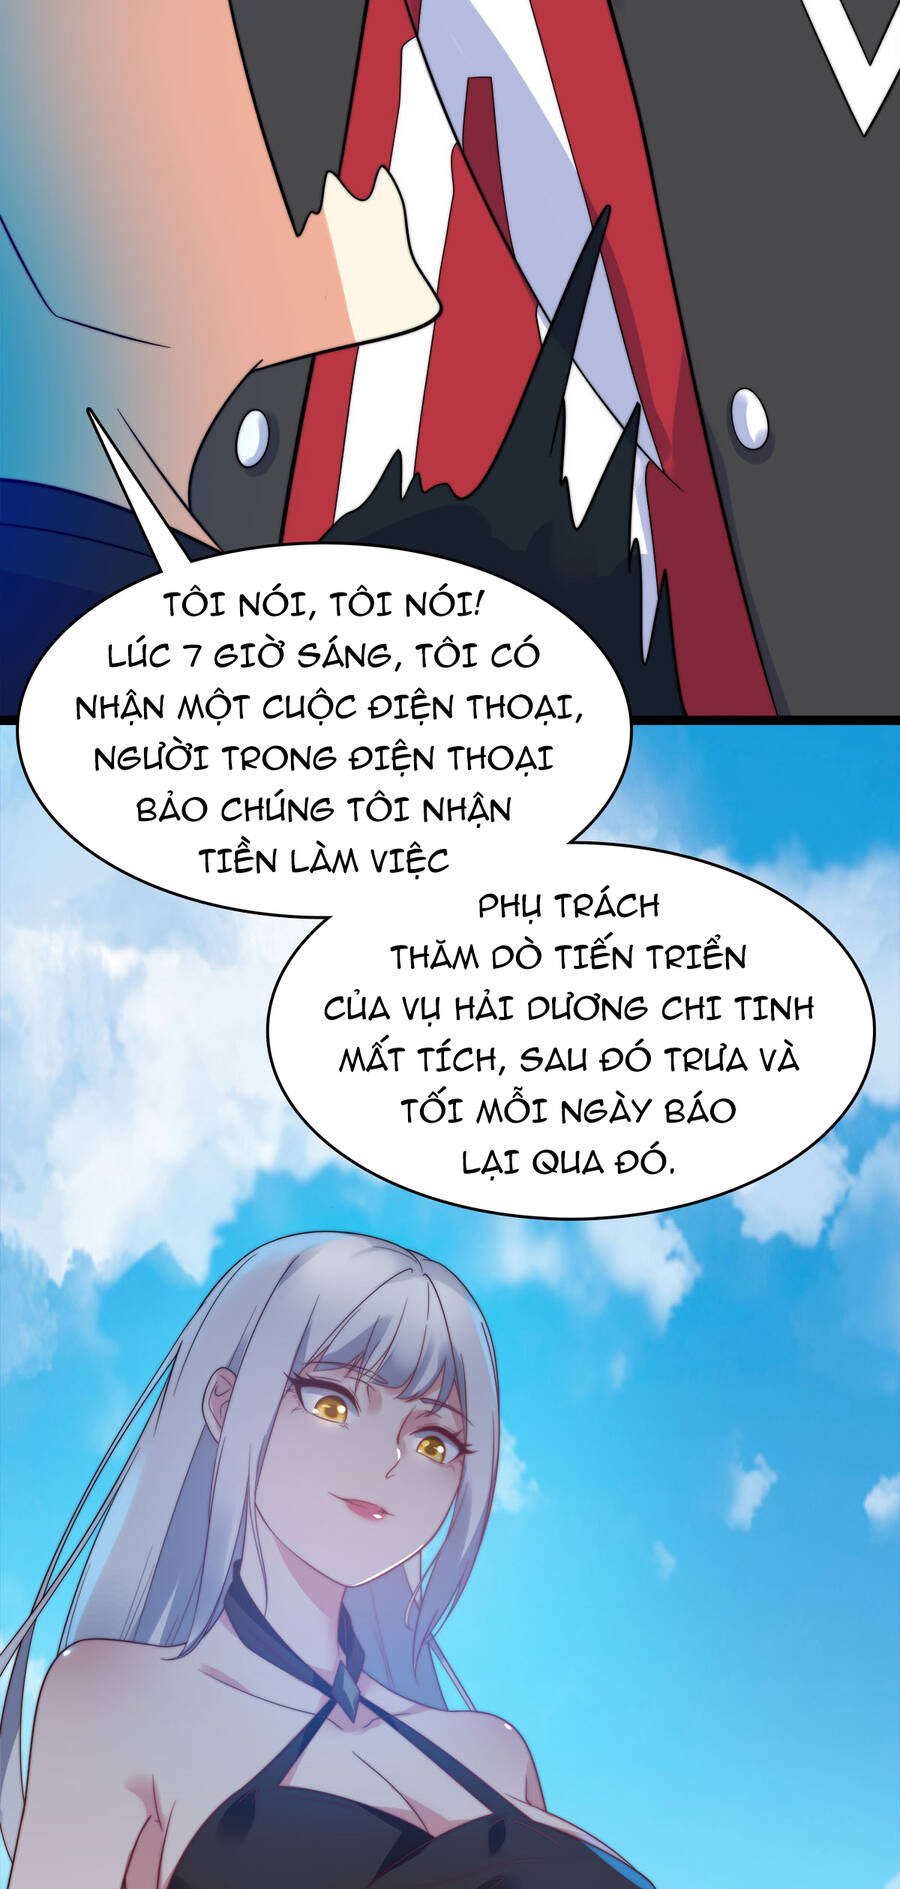 TÔI NÓI, TÔI NÓI!
LÚC 7 GIỜ SÁNG, TÔI CÓ
NHẬN MỘT CUỘC ĐIỆN THOẠI,
NGƯỜI TRONG ĐIỆN THOẠI
BẢO CHÚNG TÔI NHẬN
TIỀN LÀM VIỆC
PHỤ TRÁCH
THĂM DÒ TIẾN TRIỂN
CỦA VỤ HẢI DƯƠNG CHI TINH
MẤT TÍCH, SAU ĐÓ TRƯA VÀ
TỐI MỖI NGÀY BÁO
LẠI QUA ĐÓ.